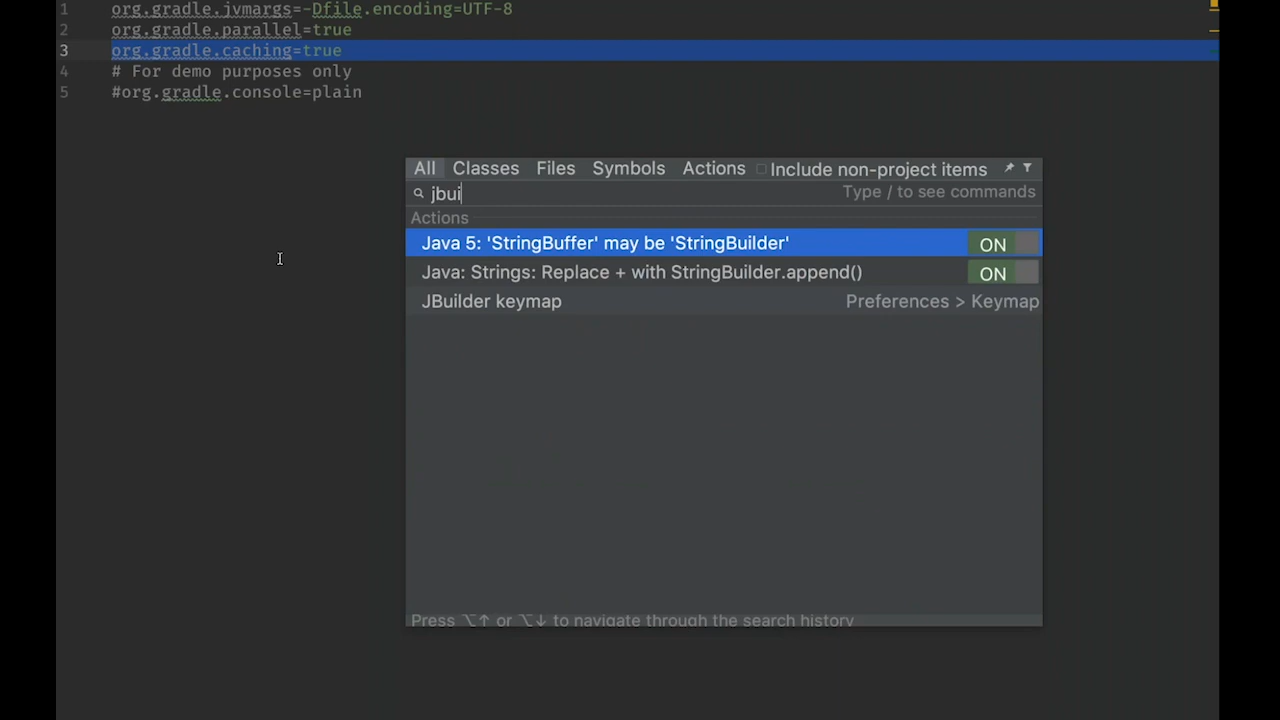 1 org.gradle.jvmargs=-Dfile.encoding=UTF-8
2 org.gradle.parallel=true
3 org.gradle.caching=true
4 # For demo purposes only
5 #org.gradle.console=plain
All Classes Files Symbols Actions Include non-project items
jbui Type / to see commands
Actions
Java 5: 'StringBuffer' may be 'StringBuilder' ON
Java: Strings: Replace + with StringBuilder.append() ON
JBuilder keymap Preferences > Keymap
Press ⌥↑ or ⌥↓ to navigate through the search history